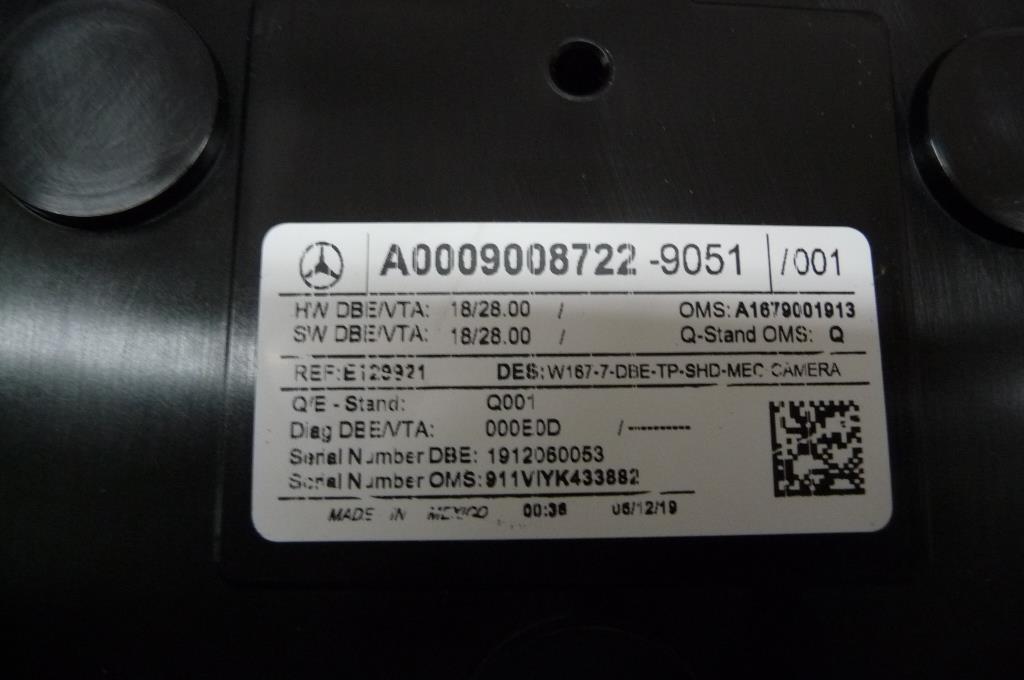 A0009008722 -9051 /001
HW DBE/VTA: 18/28.00 / OMS: A1679001913
SW DBE/VTA: 18/28.00 / Q-Stand OMS: Q
REF:E129921 DES: W167-7-DBE-TP-SHD-MEC CAMERA
Q/E - Stand: Q001
Diag DBE/VTA: 000E0D /----------
Serial Number DBE: 1912060053
Serial Number OMS: 911VIYK433882
MADE IN MEXICO 00:36 06/12/19